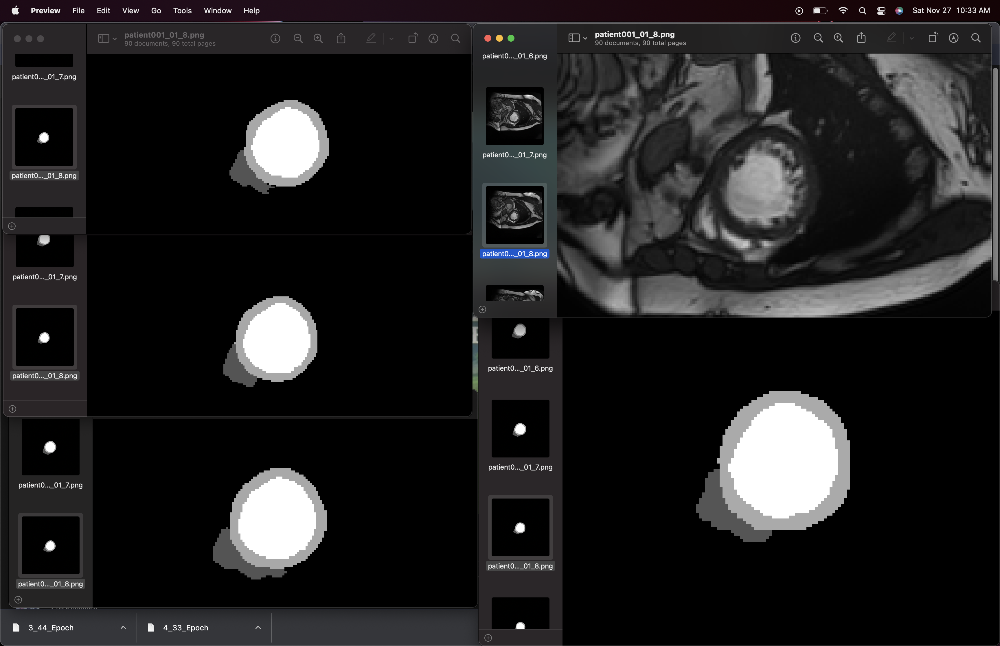 Preview File Edit View Go Tools Window Help
Sat Nov 27 10:33 AM
patient001_01_8.png
90 documents, 90 total pages
patient0..._01_7.png
patient0..._01_8.png
patient0..._01_7.png
patient0..._01_8.png
patient0..._01_7.png
patient0..._01_8.png
patient001_01_8.png
90 documents, 90 total pages
patient0..._01_6.png
patient0..._01_7.png
patient0..._01_8.png
patient0..._01_6.png
patient0..._01_7.png
patient0..._01_8.png
3_44_Epoch
4_33_Epoch